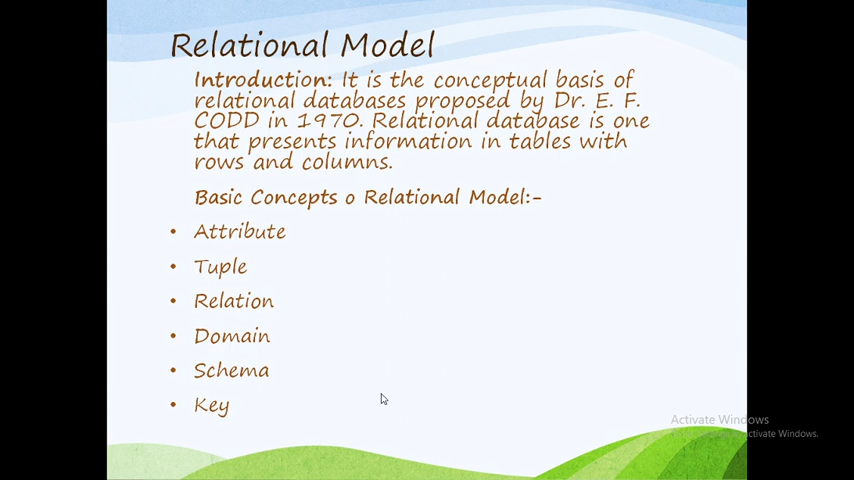 Relational Model
Introduction: It is the conceptual basis of
relational databases proposed by Dr. E. F.
CODD in 1970. Relational database is one
that presents information in tables with
rows and columns.
Basic Concepts o Relational Model:-
• Attribute
• Tuple
• Relation
• Domain
• Schema
• Key
Activate Windows
activate Windows.